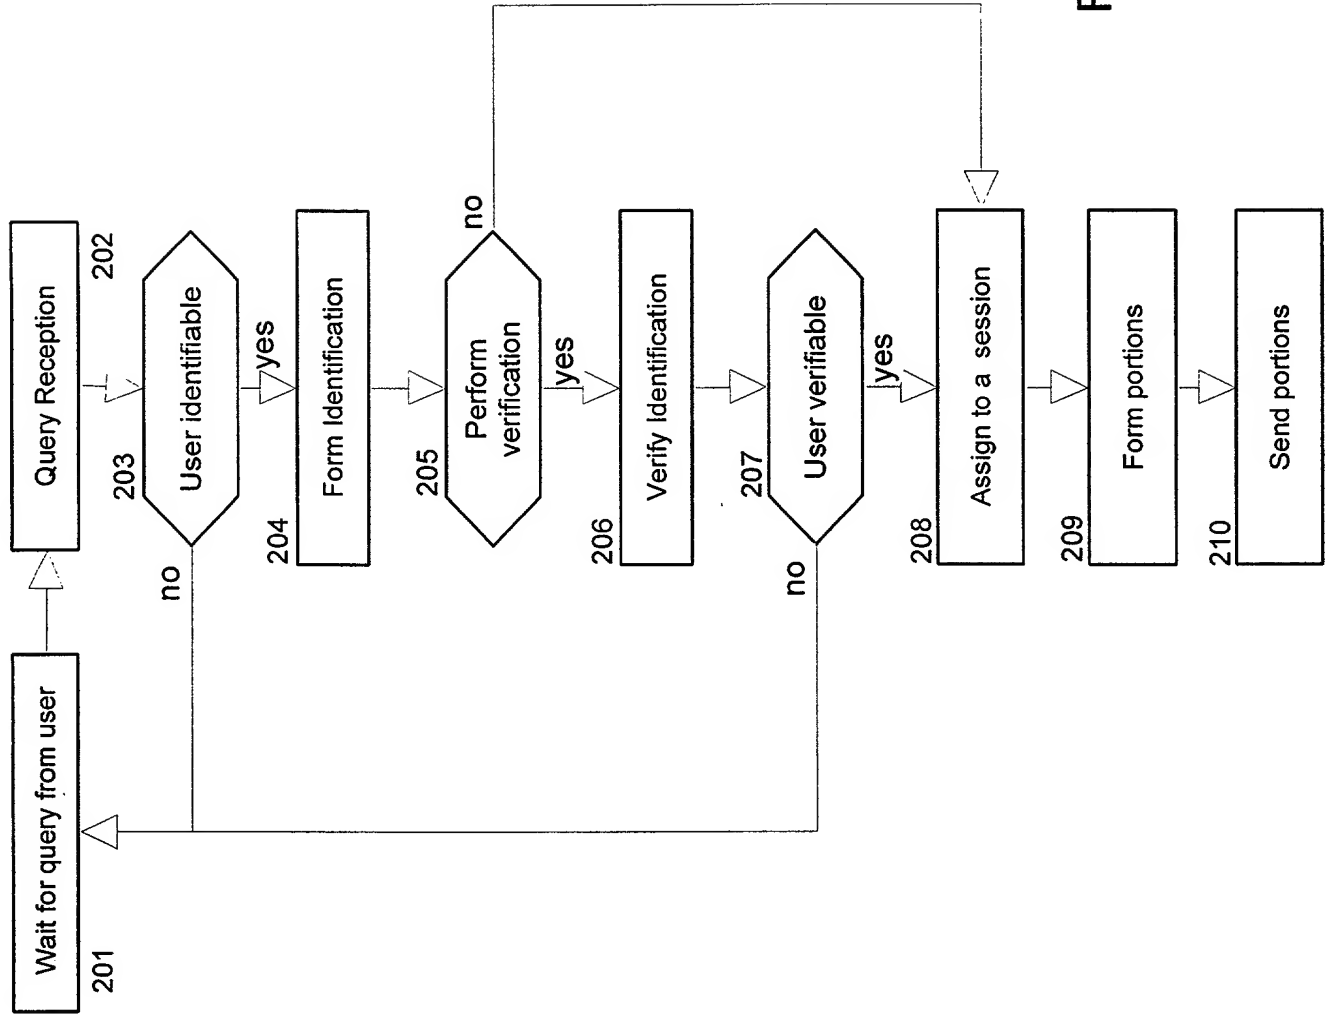 Wait for query from user
201
Query Reception
202
203
User identifiable
no
yes
204
Form Identification
205
Perform
verification
no
yes
206
Verify Identification
207
User verifiable
no
yes
208
Assign to a session
209
Form portions
210
Send portions